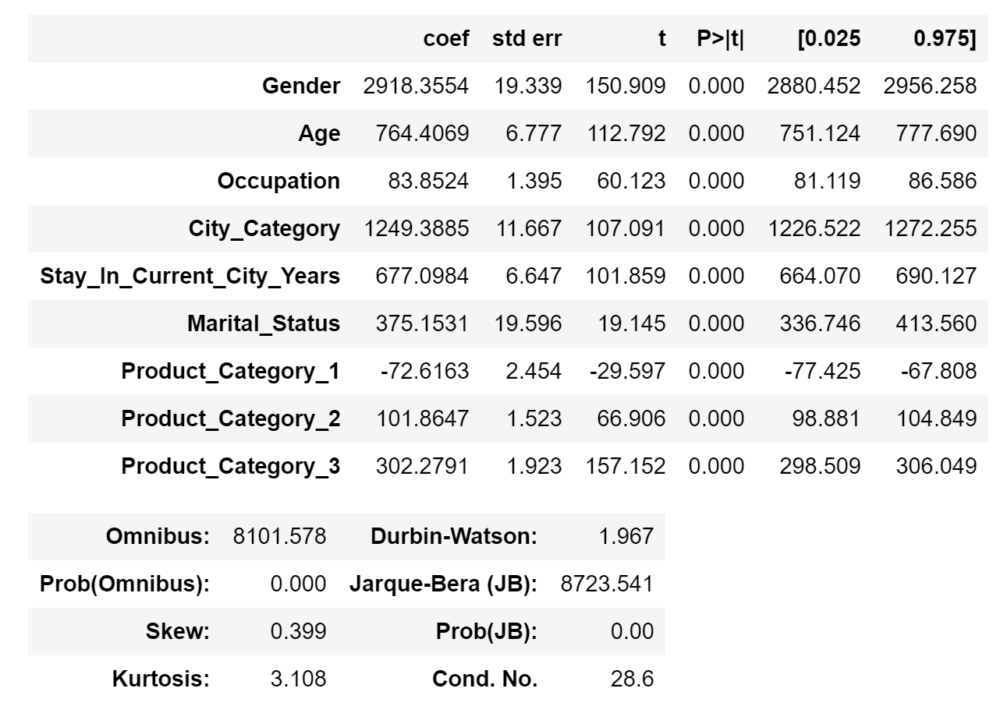 coef std err t P>|t| [0.025 0.975]
Gender 2918.3554 19.339 150.909 0.000 2880.452 2956.258
Age 764.4069 6.777 112.792 0.000 751.124 777.690
Occupation 83.8524 1.395 60.123 0.000 81.119 86.586
City_Category 1249.3885 11.667 107.091 0.000 1226.522 1272.255
Stay_In_Current_City_Years 677.0984 6.647 101.859 0.000 664.070 690.127
Marital_Status 375.1531 19.596 19.145 0.000 336.746 413.560
Product_Category_1 -72.6163 2.454 -29.597 0.000 -77.425 -67.808
Product_Category_2 101.8647 1.523 66.906 0.000 98.881 104.849
Product_Category_3 302.2791 1.923 157.152 0.000 298.509 306.049
Omnibus: 8101.578 Durbin-Watson: 1.967
Prob(Omnibus): 0.000 Jarque-Bera (JB): 8723.541
Skew: 0.399 Prob(JB): 0.00
Kurtosis: 3.108 Cond. No. 28.6